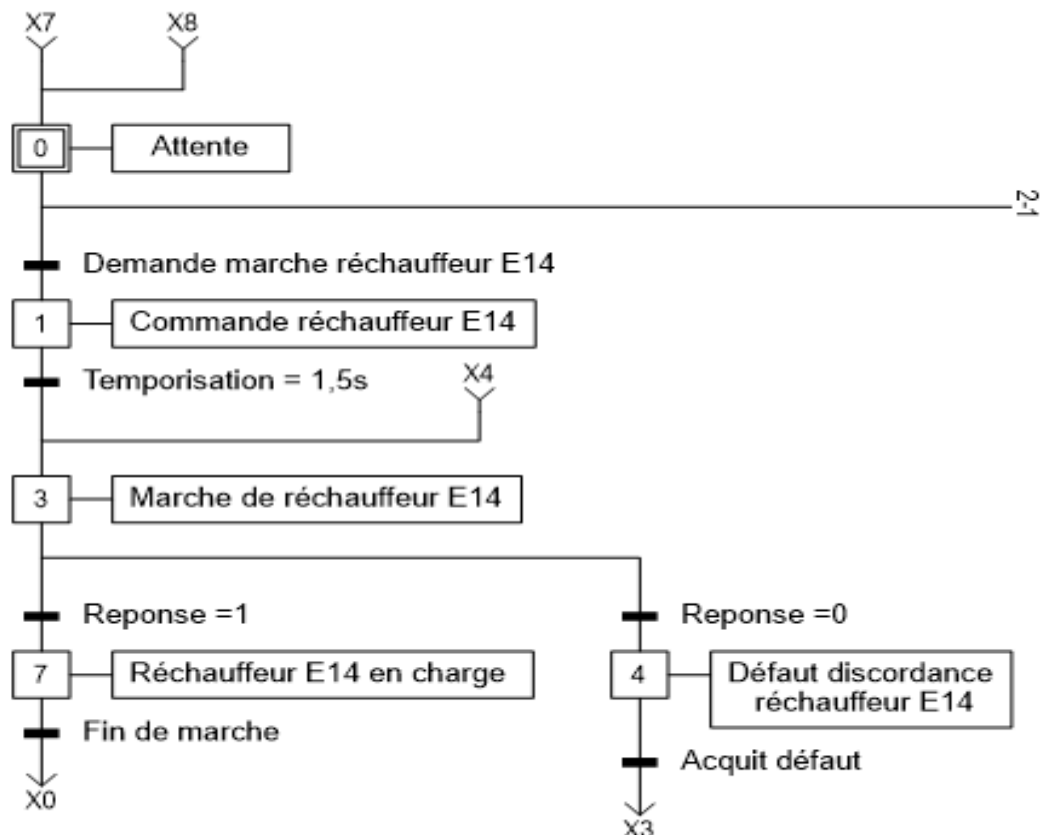 X7
X8
0
Attente
2-1
Demande marche réchauffeur E14
1
Commande réchauffeur E14
Temporisation = 1,5s
X4
3
Marche de réchauffeur E14
Reponse =1
Reponse =0
7
Réchauffeur E14 en charge
4
Défaut discordance
réchauffeur E14
Fin de marche
Acquit défaut
X0
X3